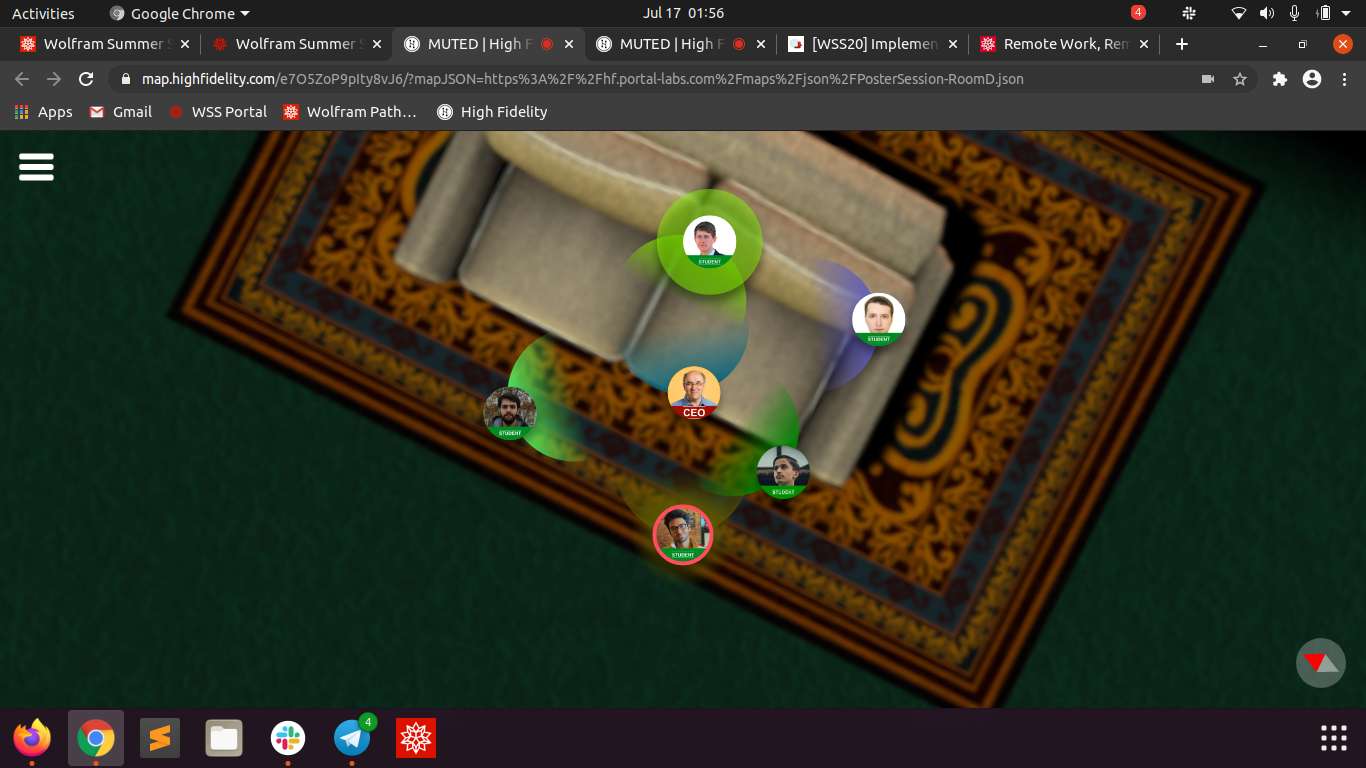 Activities Google Chrome Jul 17 01:56 4
Wolfram Summer S Wolfram Summer S MUTED | High F MUTED | High F [WSS20] Implemen Remote Work, Rem
map.highfidelity.com/e7O5ZoP9pIty8vJ6/?mapJSON=https%3A%2F%2Fhf.portal-labs.com%2Fmaps%2Fjson%2FPosterSession-RoomD.json
Apps Gmail WSS Portal Wolfram Path… High Fidelity
STUDENT
STUDENT
CEO
STUDENT
STUDENT
STUDENT
4